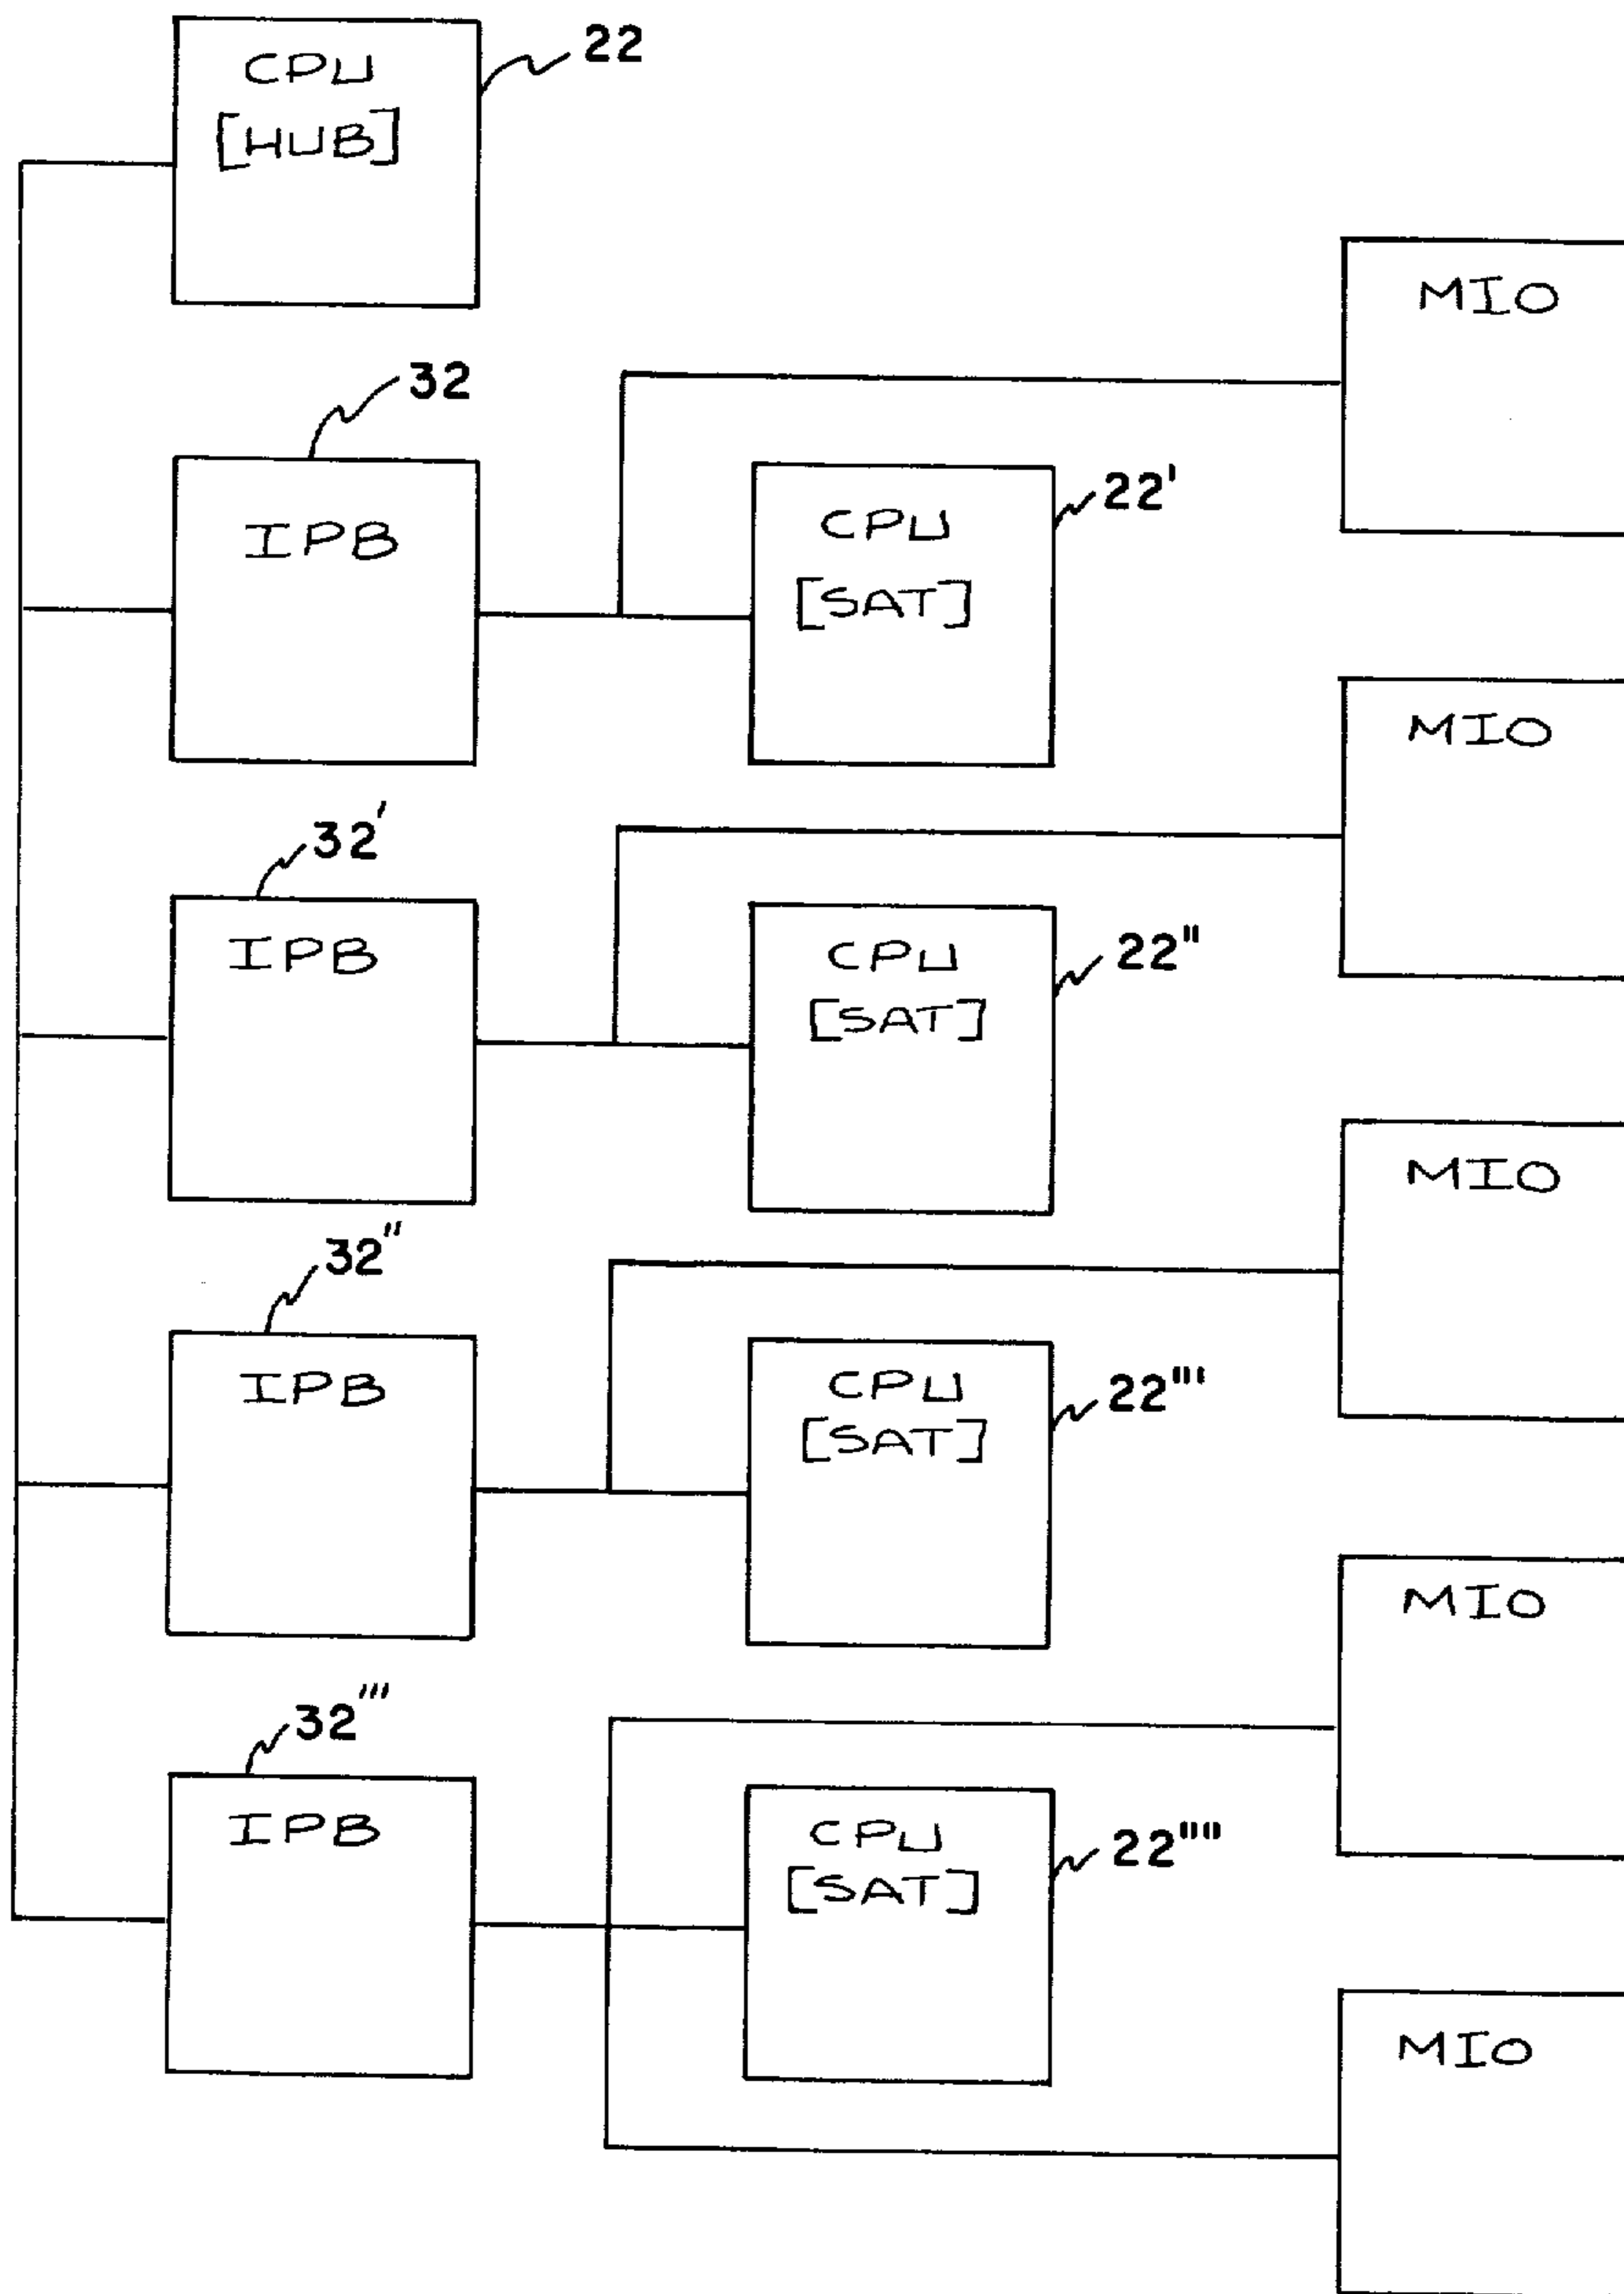 CPU
[HUB]
22
MIO
32
IPB
CPU
[SAT]
22'
MIO
32'
IPB
CPU
[SAT]
22"
MIO
32"
IPB
CPU
[SAT]
22"'
MIO
32'''
IPB
CPU
[SAT]
22""
MIO